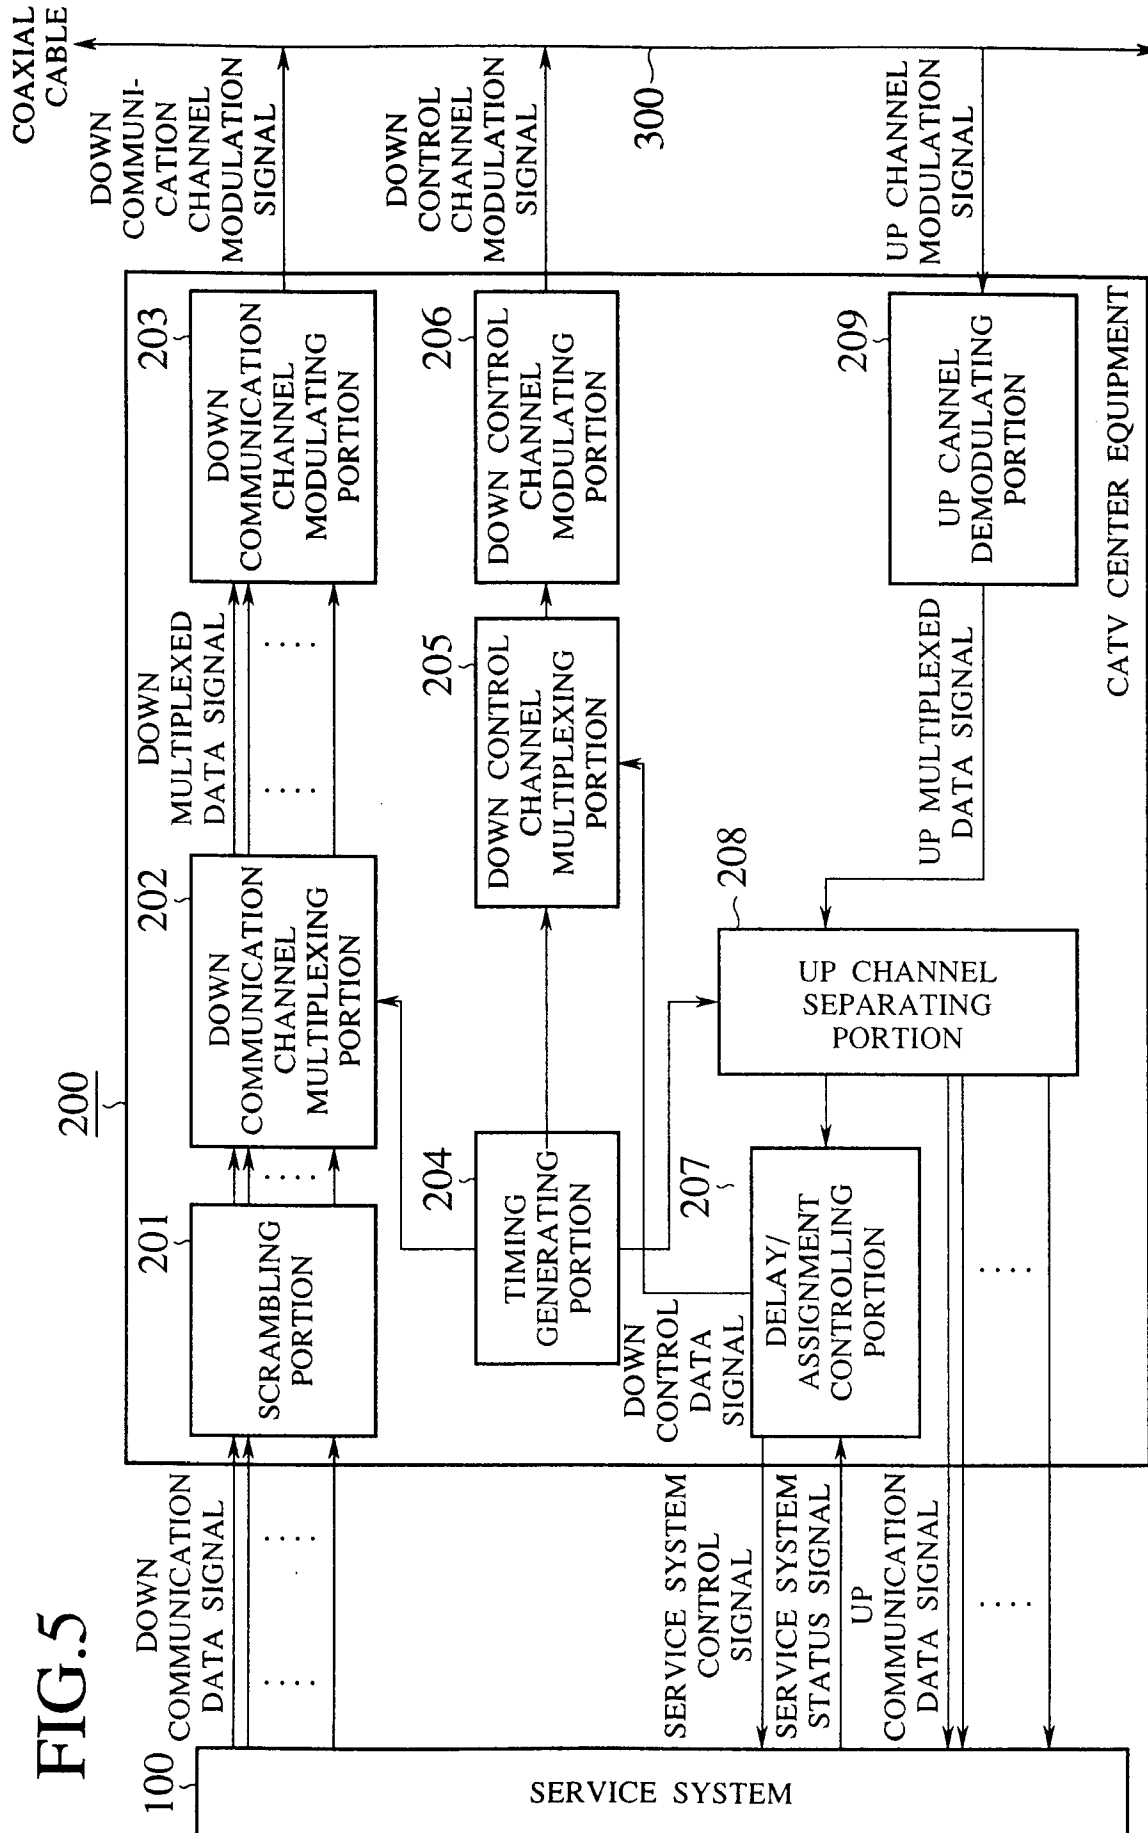 FIG.5
100
SERVICE SYSTEM
DOWN
COMMUNICATION
DATA SIGNAL
SERVICE SYSTEM
CONTROL
SIGNAL
SERVICE SYSTEM
STATUS SIGNAL
UP
COMMUNICATION
DATA SIGNAL
200
201
SCRAMBLING
PORTION
202
DOWN
COMMUNICATION
CHANNEL
MULTIPLEXING
PORTION
DOWN
MULTIPLEXED
DATA SIGNAL
203
DOWN
COMMUNICATION
CHANNEL
MODULATING
PORTION
DOWN
COMMUNI-
CATION
CHANNEL
MODULATION
SIGNAL
COAXIAL
CABLE
204
TIMING
GENERATING
PORTION
205
DOWN CONTROL
CHANNEL
MULTIPLEXING
PORTION
206
DOWN CONTROL
CHANNEL
MODULATING
PORTION
DOWN
CONTROL
CHANNEL
MODULATION
SIGNAL
300
DOWN
CONTROL
DATA
SIGNAL
207
DELAY/
ASSIGNMENT
CONTROLLING
PORTION
208
UP CHANNEL
SEPARATING
PORTION
UP MULTIPLEXED
DATA SIGNAL
209
UP CANNEL
DEMODULATING
PORTION
UP CHANNEL
MODULATION
SIGNAL
CATV CENTER EQUIPMENT